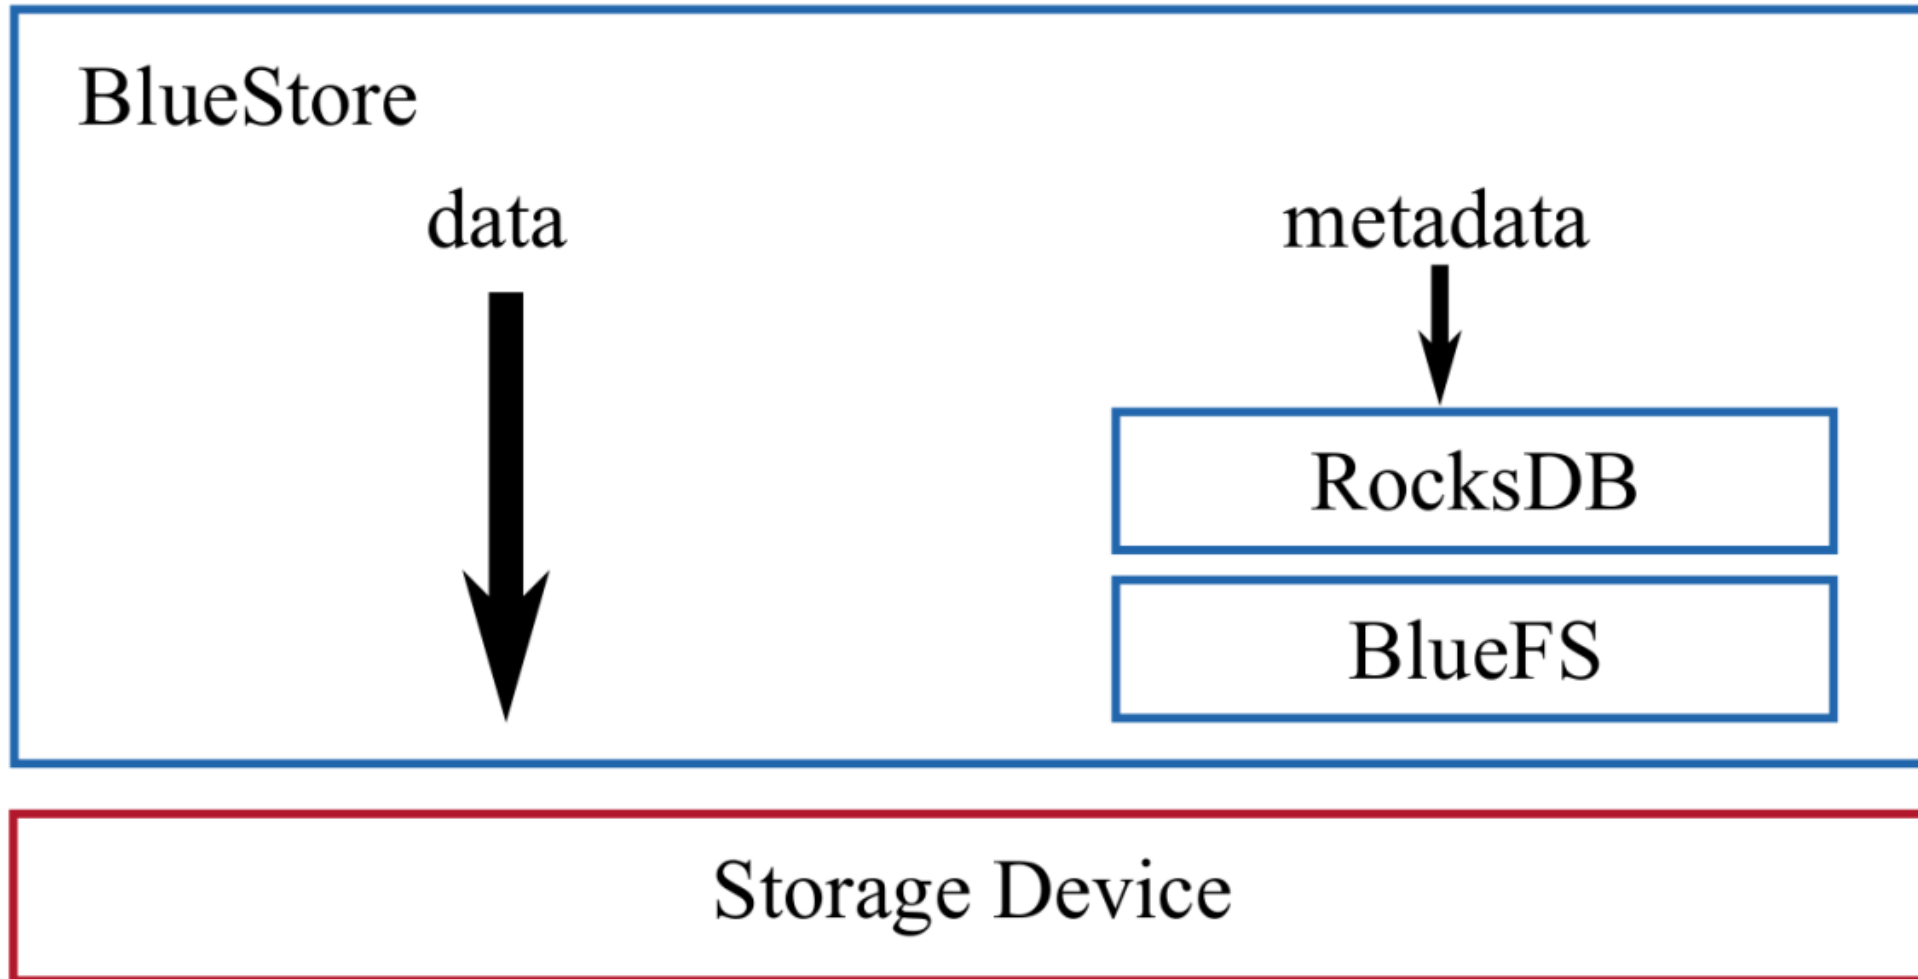 BlueStore
data
metadata
RocksDB
BlueFS
Storage Device